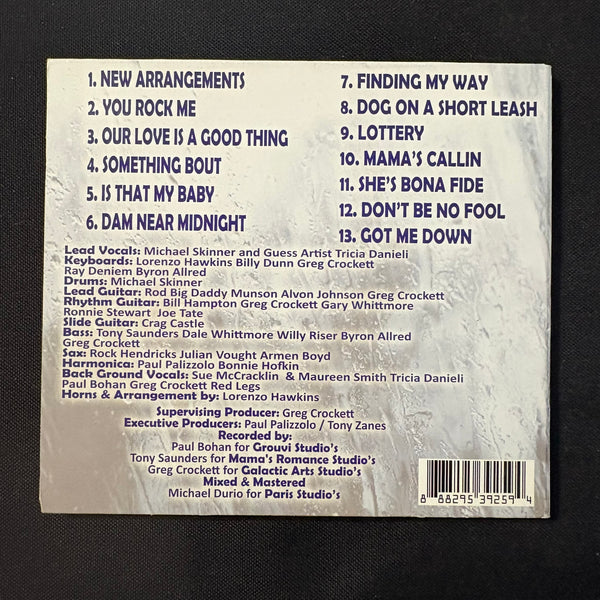 1. NEW ARRANGEMENTS
2. YOU ROCK ME
3. OUR LOVE IS A GOOD THING
4. SOMETHING BOUT
5. IS THAT MY BABY
6. DAM NEAR MIDNIGHT
7. FINDING MY WAY
8. DOG ON A SHORT LEASH
9. LOTTERY
10. MAMA'S CALLIN
11. SHE'S BONA FIDE
12. DON'T BE NO FOOL
13. GOT ME DOWN
Lead Vocals: Michael Skinner and Guess Artist Tricia Danieli
Keyboards: Lorenzo Hawkins Billy Dunn Greg Crockett
Ray Deniem Byron Allred
Drums: Michael Skinner
Lead Guitar: Rod Big Daddy Munson Alvon Johnson Greg Crockett
Rhythm Guitar: Bill Hampton Greg Crockett Gary Whittmore
Ronnie Stewart Joe Tate
Slide Guitar: Crag Castle
Bass: Tony Saunders Dale Whittmore Willy Riser Byron Allred
Greg Crockett
Sax: Rock Hendricks Julian Vought Armen Boyd
Harmonica: Paul Palizzolo Bonnie Hofkin
Back Ground Vocals: Sue McCracklin & Maureen Smith Tricia Danieli
Paul Bohan Greg Crockett Red Legs
Horns & Arrangement by: Lorenzo Hawkins
Supervising Producer: Greg Crockett
Executive Producers: Paul Palizzolo / Tony Zanes
Recorded by:
Paul Bohan for Grouvi Studio's
Tony Saunders for Mama's Romance Studio's
Greg Crockett for Galactic Arts Studio's
Mixed & Mastered
Michael Durio for Paris Studio's
8 88295 39259 4